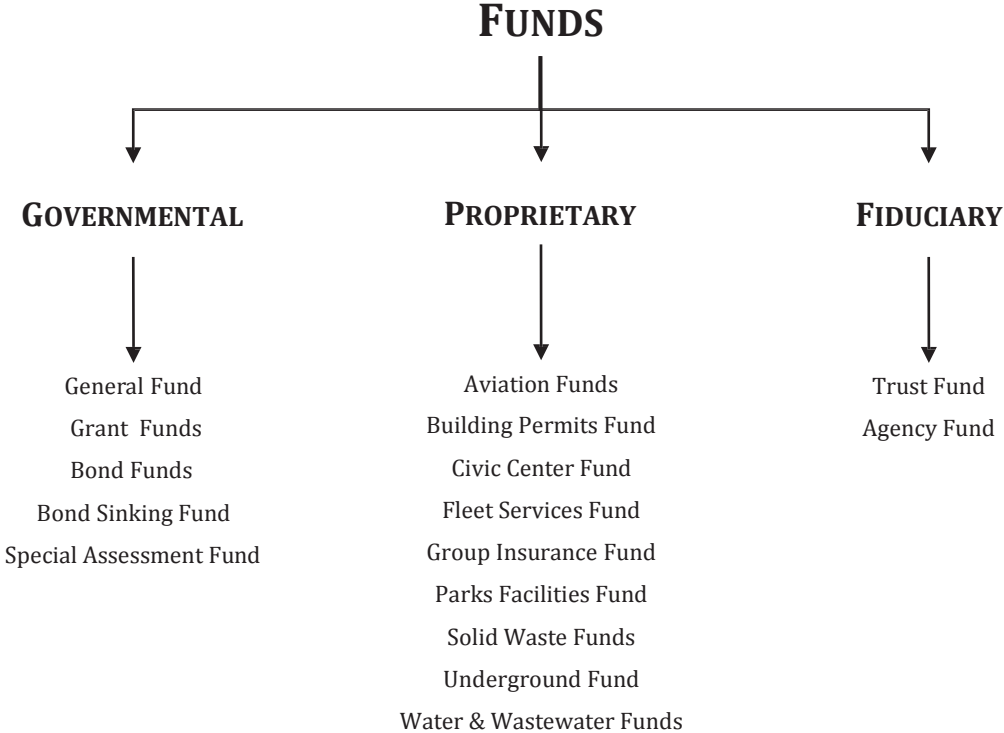 FUNDS
GOVERNMENTAL
PROPRIETARY
FIDUCIARY
General Fund
Grant Funds
Bond Funds
Bond Sinking Fund
Special Assessment Fund
Aviation Funds
Building Permits Fund
Civic Center Fund
Fleet Services Fund
Group Insurance Fund
Parks Facilities Fund
Solid Waste Funds
Underground Fund
Water & Wastewater Funds
Trust Fund
Agency Fund